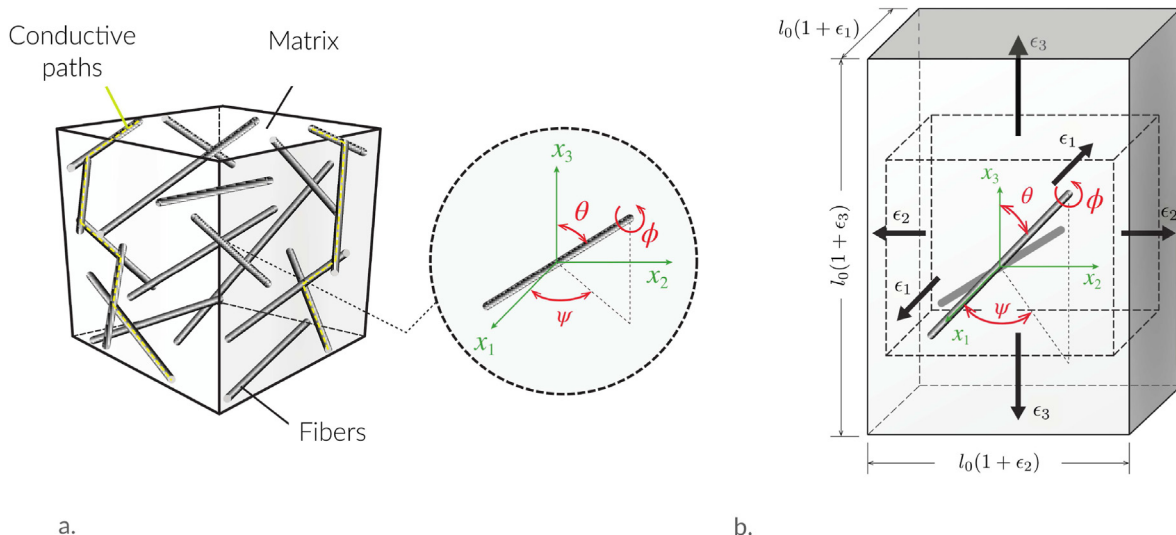 Conductive
paths
Matrix
Fibers
x₃
θ
ϕ
x₂
ψ
x₁
a.
l₀(1 + ϵ₁)
ϵ₃
ϵ₁
x₃
θ
ϕ
ϵ₂
ϵ₂
l₀(1 + ϵ₃)
x₂
ϵ₁
ψ
x₁
ϵ₃
l₀(1 + ϵ₂)
b.